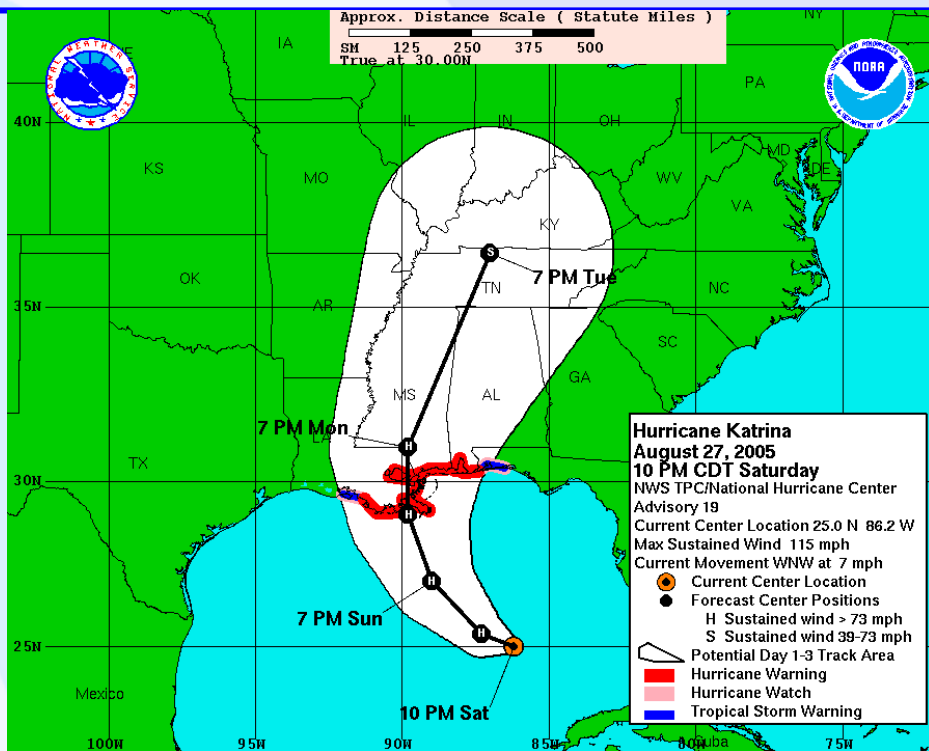 Approx. Distance Scale ( Statute Miles )
SM 125 250 375 500
True at 30.00N
NATIONAL WEATHER SERVICE
NOAA
NY
IA
PA
40N
IL
IN
OH
MD
DE
KS
MO
WV
VA
KY
7 PM Tue
S
OK
TN
NC
35N
AR
SC
GA
MS
AL
7 PM Mon
H
LA
TX
30N
H
7 PM Sun
H
H
25N
Mexico
10 PM Sat
100W
95W
90W
85W
80W
75W
Cuba
Hurricane Katrina
August 27, 2005
10 PM CDT Saturday
NWS TPC/National Hurricane Center
Advisory 19
Current Center Location 25.0 N 86.2 W
Max Sustained Wind 115 mph
Current Movement WNW at 7 mph
Current Center Location
Forecast Center Positions
H Sustained wind > 73 mph
S Sustained wind 39-73 mph
Potential Day 1-3 Track Area
Hurricane Warning
Hurricane Watch
Tropical Storm Warning